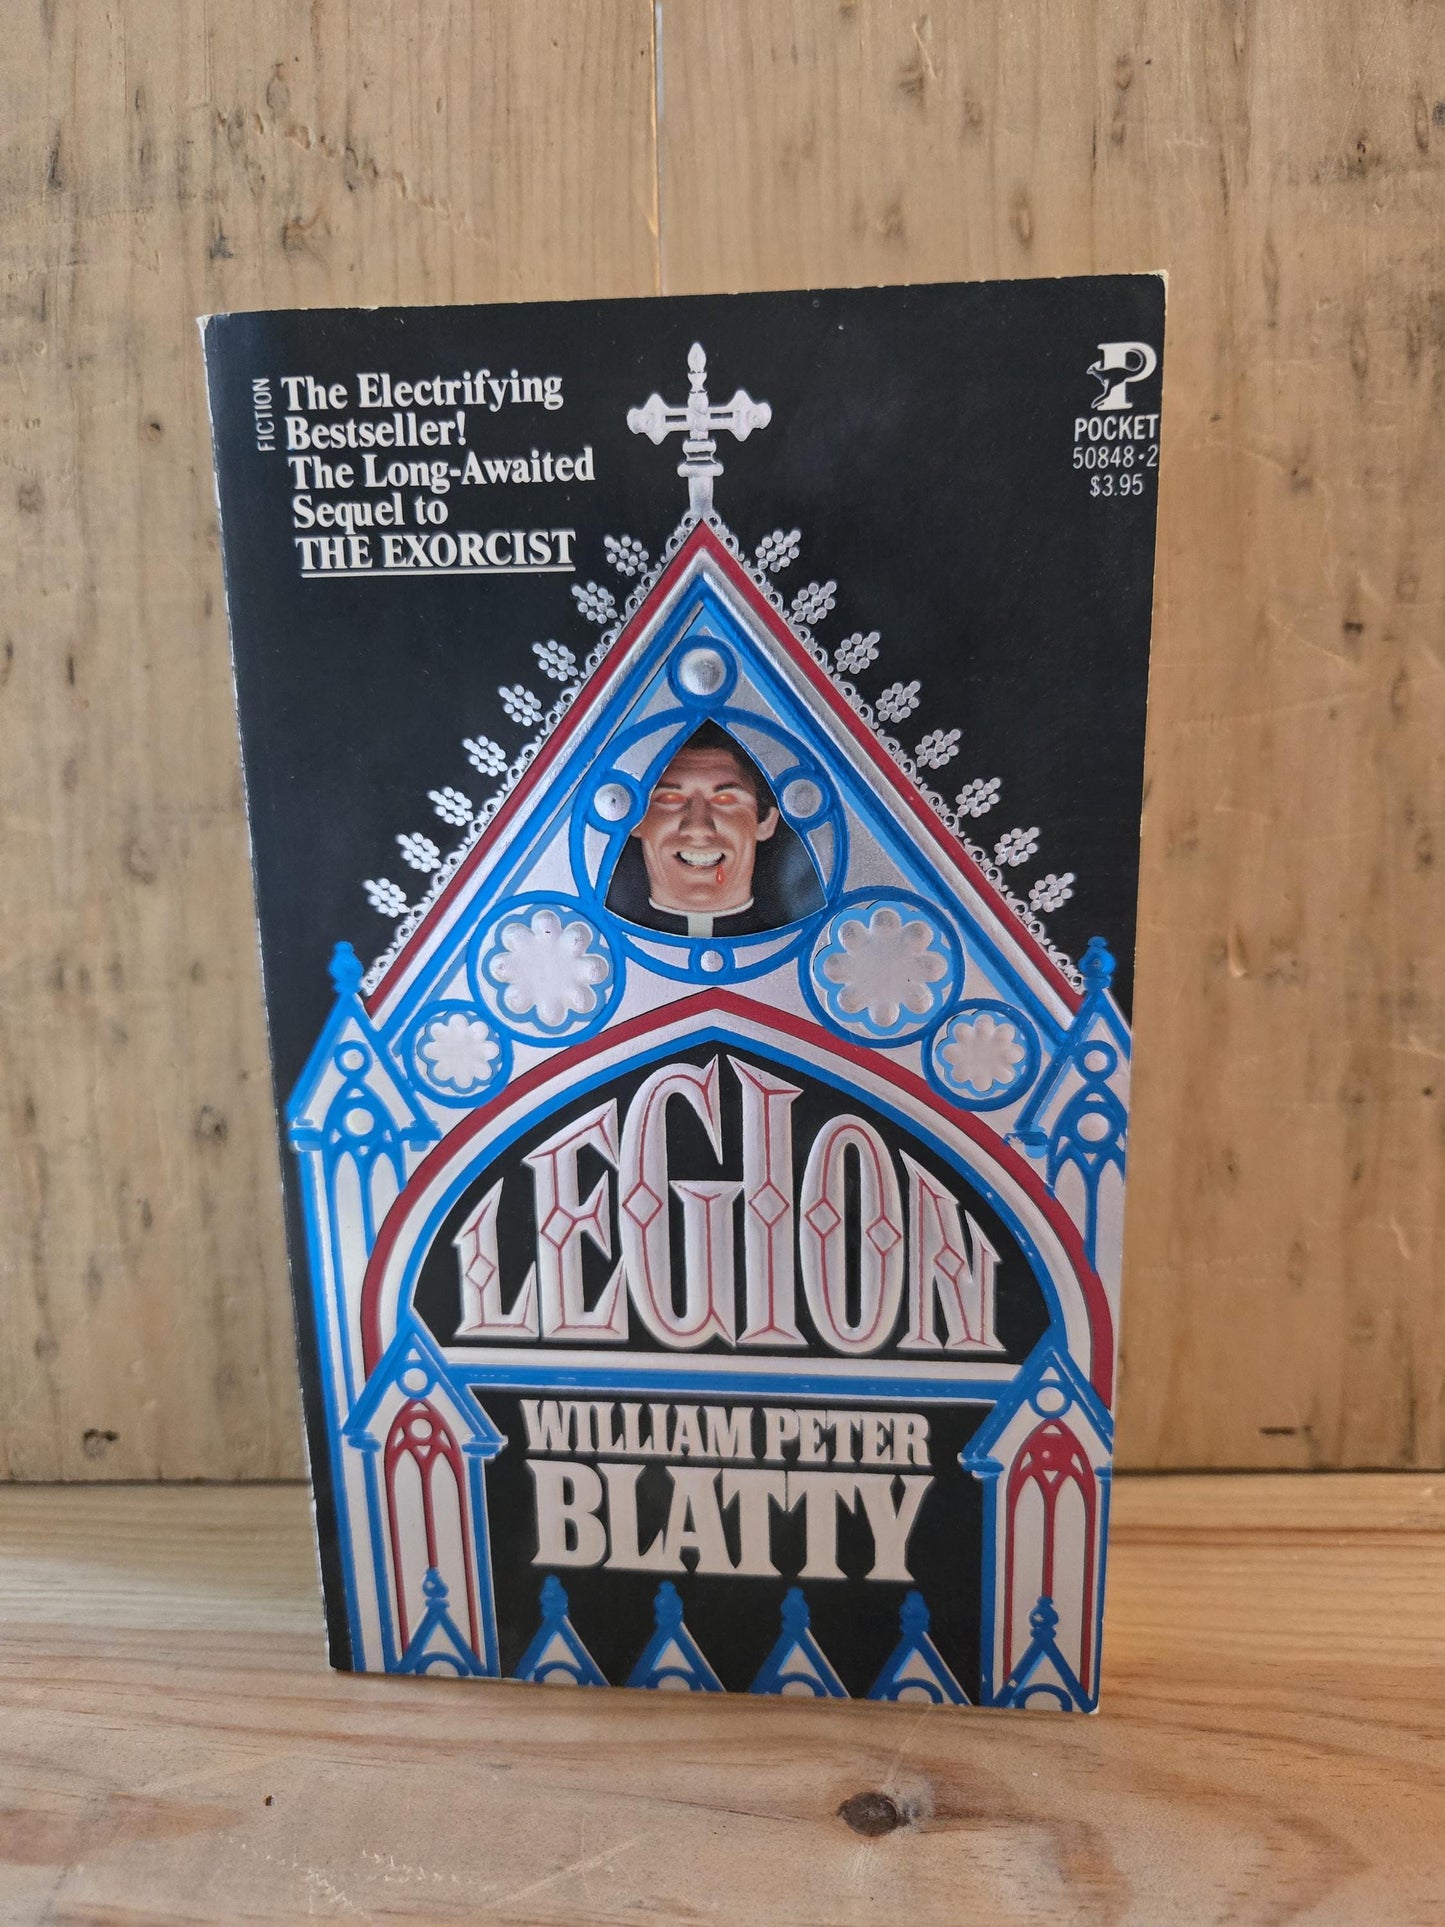 FICTION
The Electrifying
Bestseller!
The Long-Awaited
Sequel to
THE EXORCIST
P
POCKET
50848·2
$3.95
LEGION
WILLIAM PETER
BLATTY